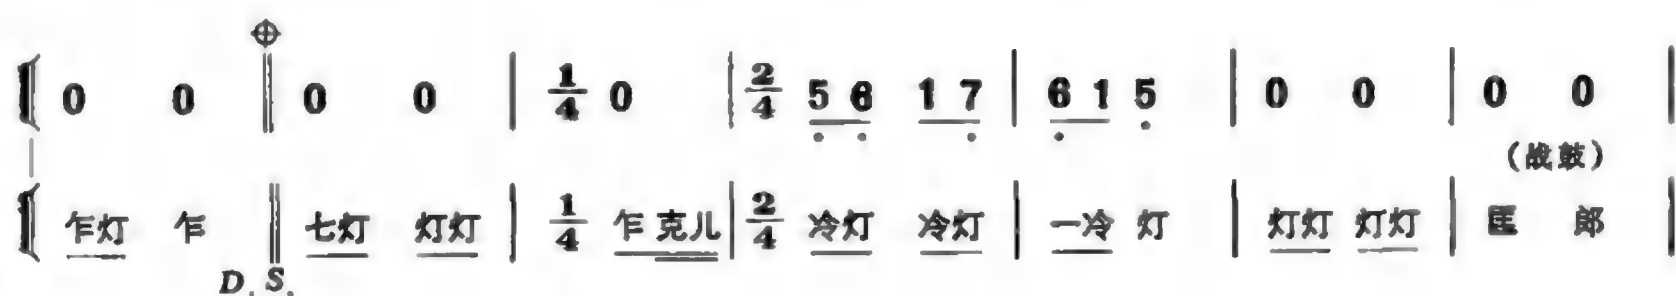 0 0 0 0 1/4 0 2/4 5 6 1 7 6 1 5 0 0 0 0
(战鼓)
乍灯 乍 七灯 灯灯 1/4 乍 克儿 2/4 冷灯 冷灯 一冷 灯 灯灯 灯灯 匡 郎
D.S.